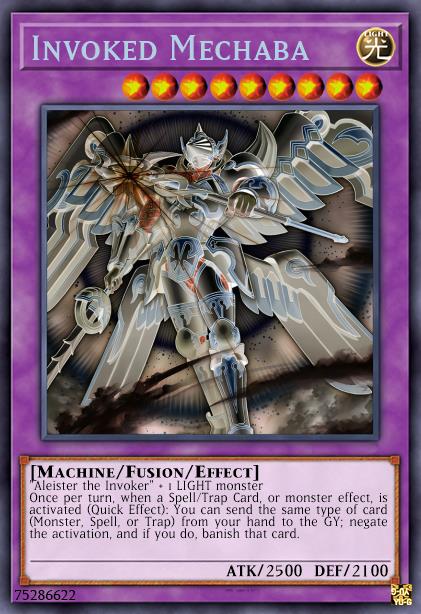 INVOKED MECHABA
LIGHT
光
[MACHINE/FUSION/EFFECT]
"Aleister the Invoker" + 1 LIGHT monster
Once per turn, when a Spell/Trap Card, or monster effect, is
activated (Quick Effect): You can send the same type of card
(Monster, Spell, or Trap) from your hand to the GY; negate
the activation, and if you do, banish that card.
ATK/2500 DEF/2100
75286622